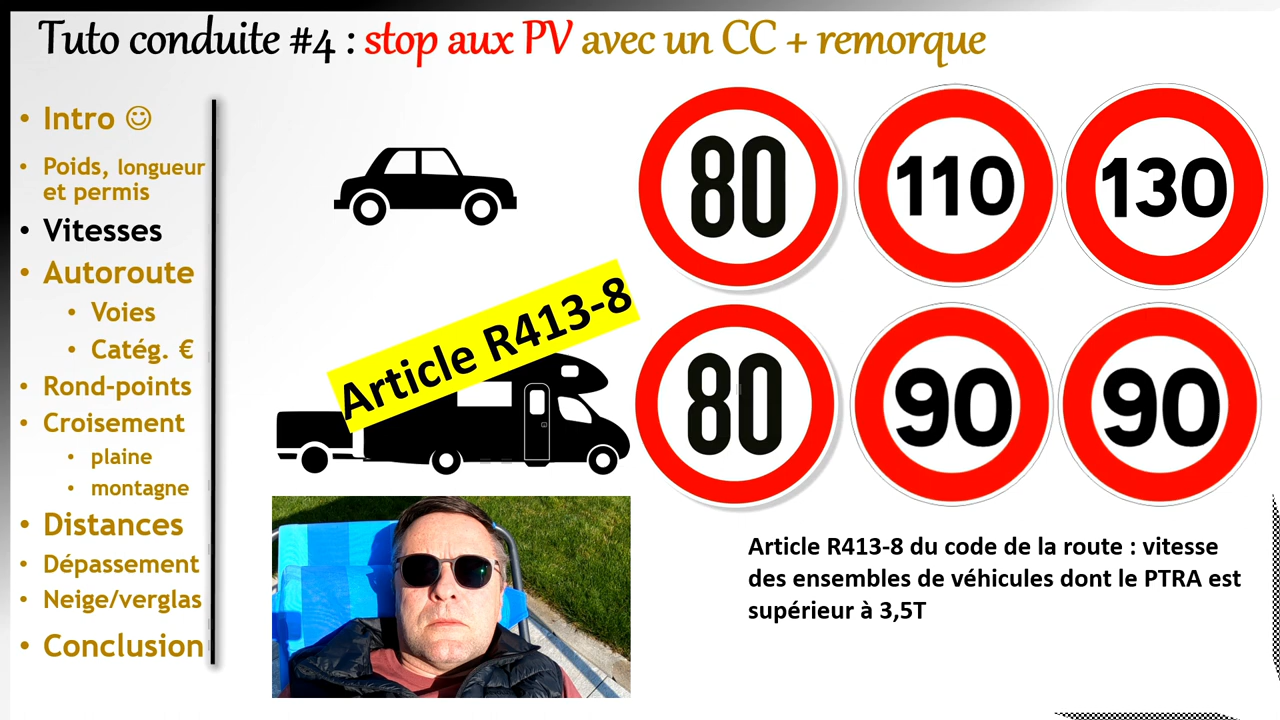 Tuto conduite #4 : stop aux PV avec un CC + remorque
• Intro ☺
• Poids, longueur
et permis
• Vitesses
• Autoroute
• Voies
• Catég. €
• Rond-points
• Croisement
• plaine
• montagne
• Distances
• Dépassement
• Neige/verglas
• Conclusion
80 110 130
Article R413-8
80 90 90
Article R413-8 du code de la route : vitesse
des ensembles de véhicules dont le PTRA est
supérieur à 3,5T